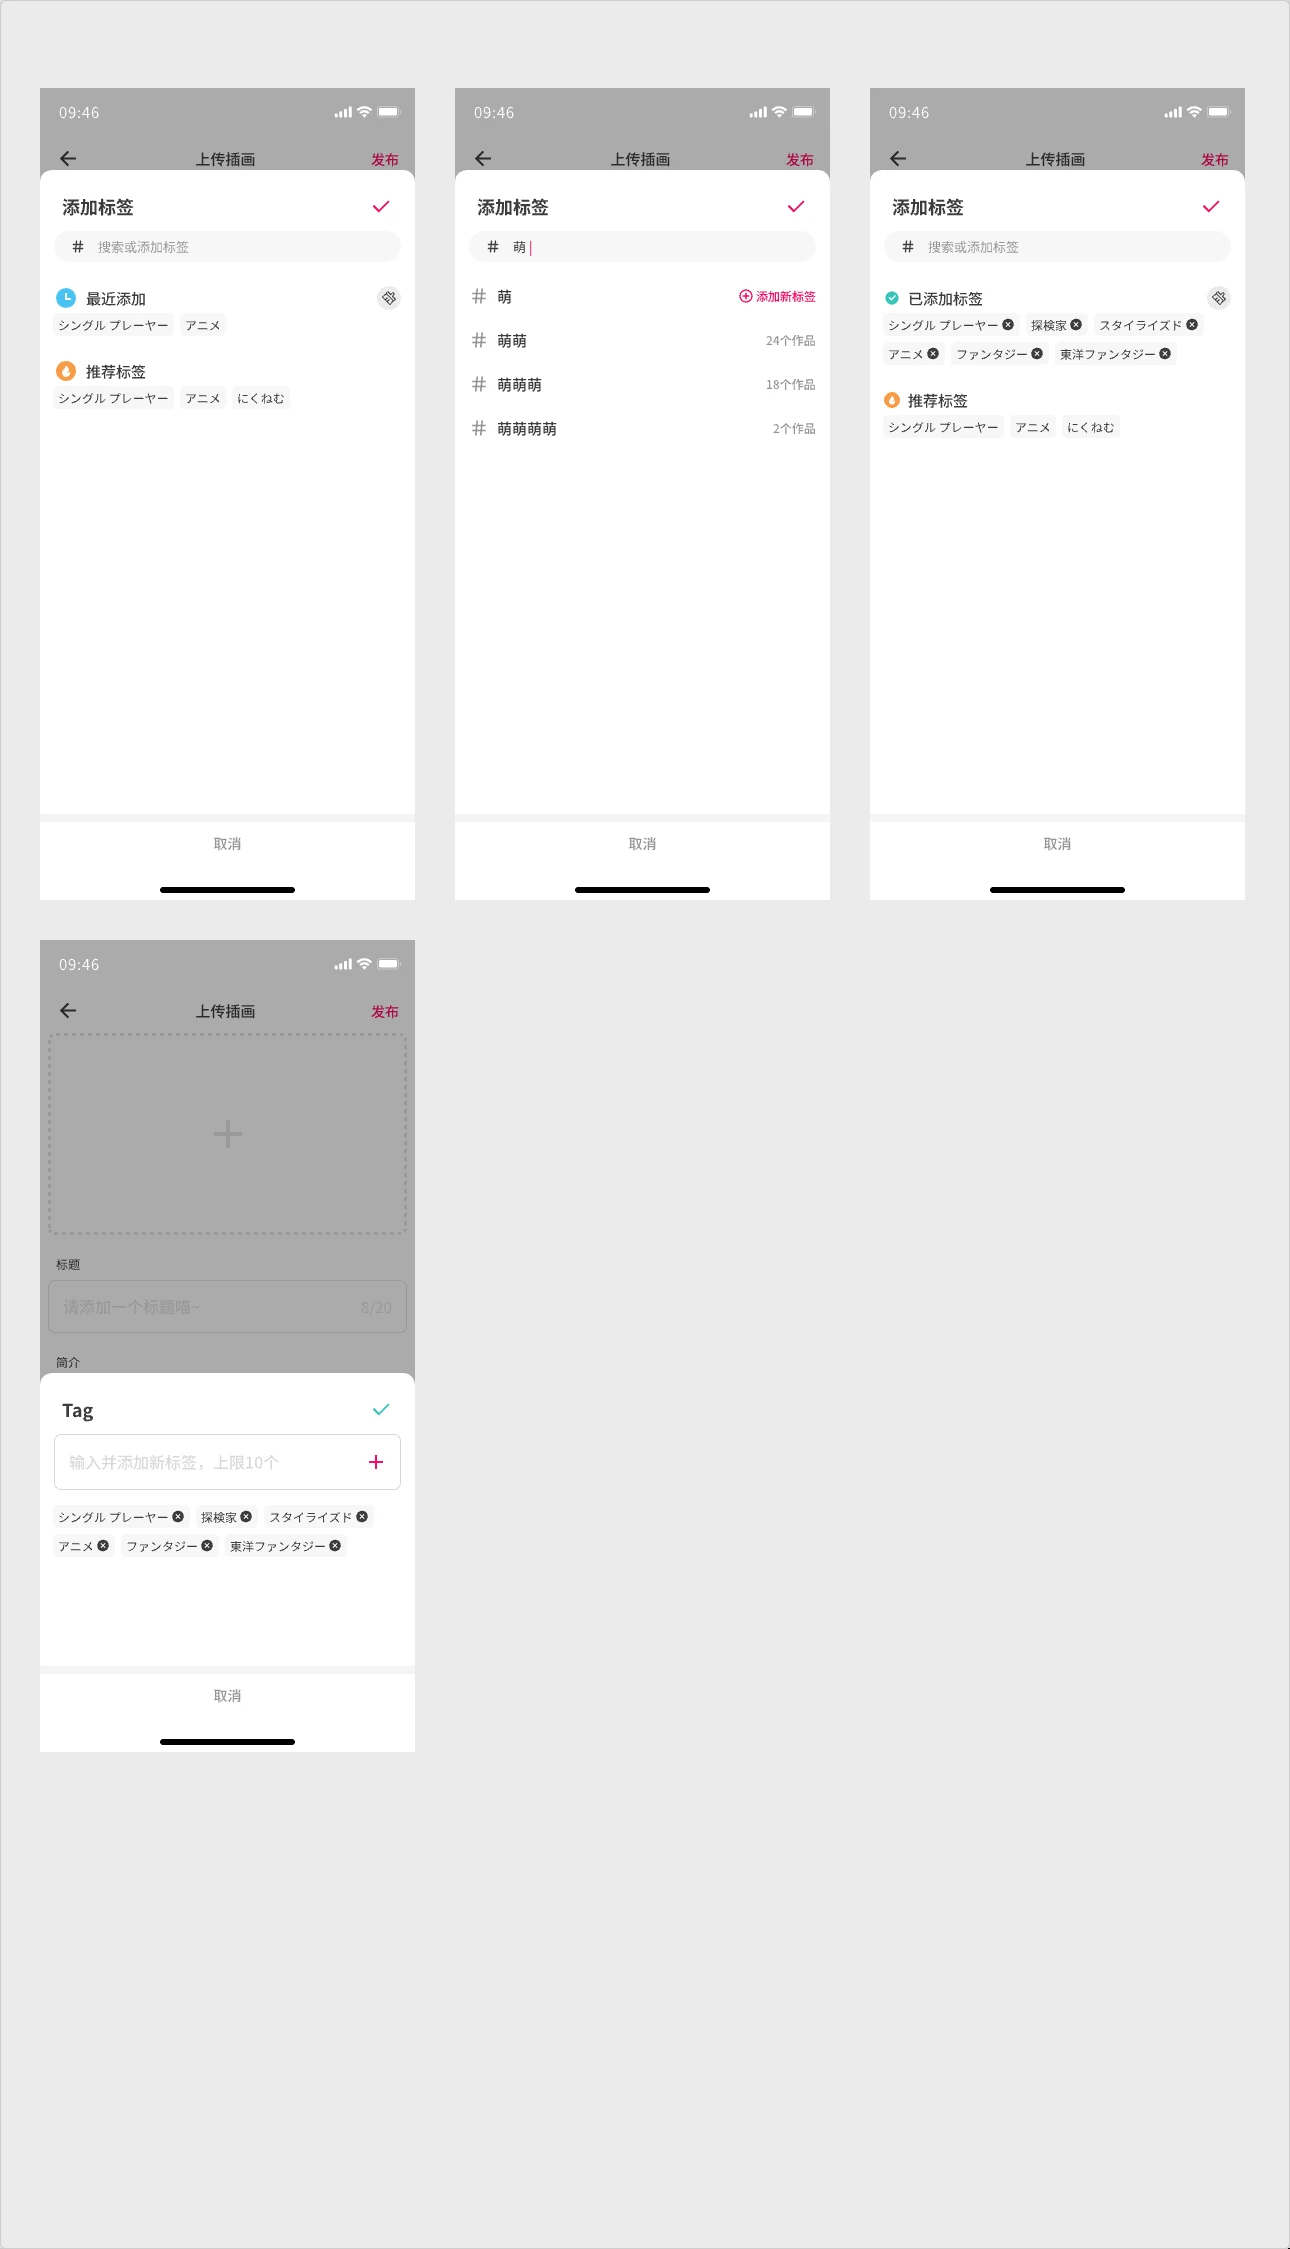 09:46
上传插画
发布
添加标签
# 搜索或添加标签
最近添加
シングル プレーヤー アニメ
推荐标签
シングル プレーヤー アニメ にくねむ
取消
09:46
上传插画
发布
添加标签
# 萌
# 萌 添加新标签
# 萌萌 24个作品
# 萌萌萌 18个作品
# 萌萌萌萌 2个作品
取消
09:46
上传插画
发布
添加标签
# 搜索或添加标签
已添加标签
シングル プレーヤー 探検家 スタイライズド
アニメ ファンタジー 東洋ファンタジー
推荐标签
シングル プレーヤー アニメ にくねむ
取消
09:46
上传插画
发布
标题
请添加一个标题喵~ 8/20
简介
Tag
输入并添加新标签，上限10个
シングル プレーヤー 探検家 スタイライズド
アニメ ファンタジー 東洋ファンタジー
取消